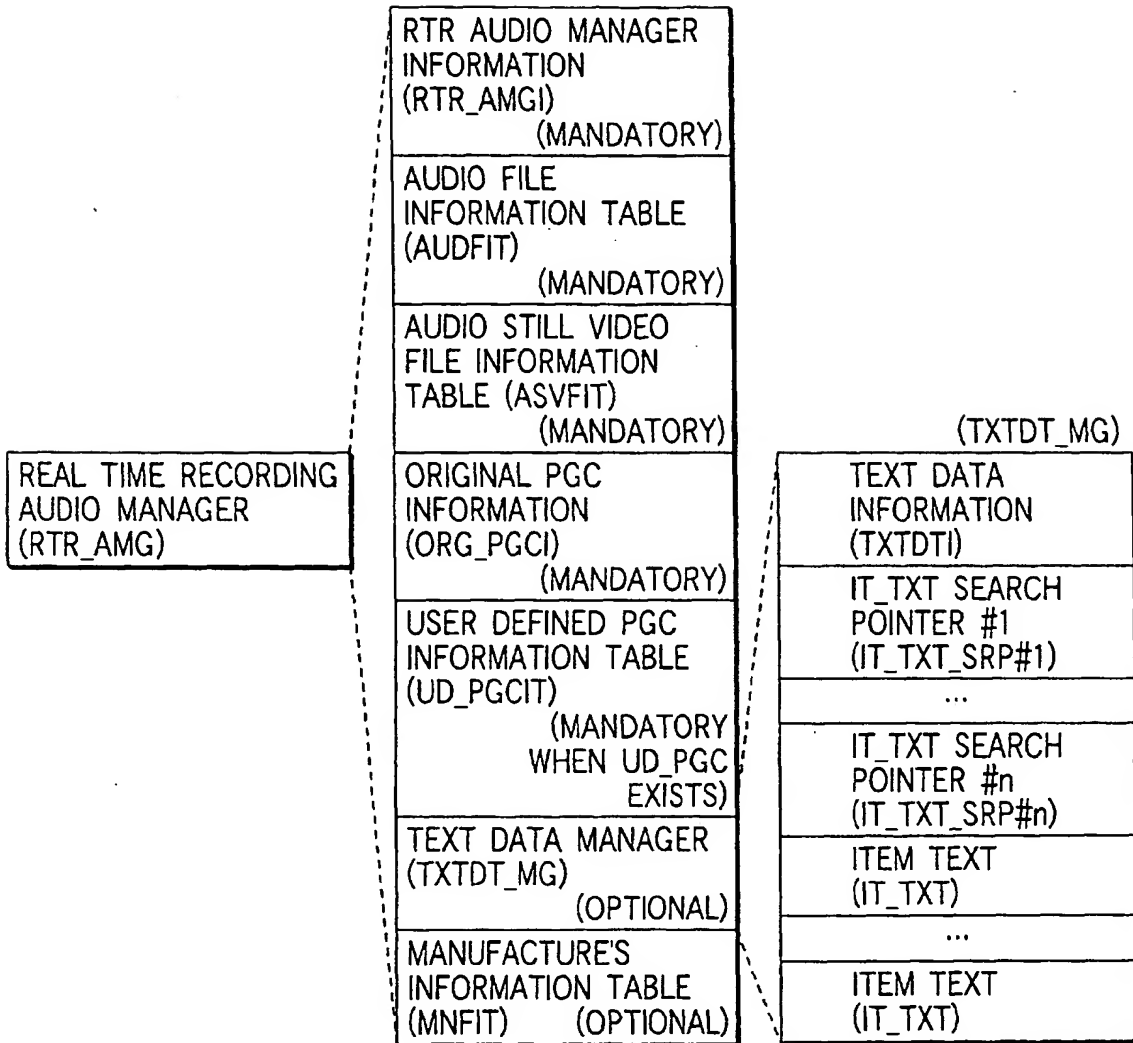 REAL TIME RECORDING
AUDIO MANAGER
(RTR_AMG)
RTR AUDIO MANAGER
INFORMATION
(RTR_AMGI)
(MANDATORY)
AUDIO FILE
INFORMATION TABLE
(AUDFIT)
(MANDATORY)
AUDIO STILL VIDEO
FILE INFORMATION
TABLE (ASVFIT)
(MANDATORY)
ORIGINAL PGC
INFORMATION
(ORG_PGCI)
(MANDATORY)
USER DEFINED PGC
INFORMATION TABLE
(UD_PGCIT)
(MANDATORY
WHEN UD_PGC
EXISTS)
TEXT DATA MANAGER
(TXTDT_MG)
(OPTIONAL)
MANUFACTURE'S
INFORMATION TABLE
(MNFIT) (OPTIONAL)
(TXTDT_MG)
TEXT DATA
INFORMATION
(TXTDTI)
IT_TXT SEARCH
POINTER #1
(IT_TXT_SRP#1)
...
IT_TXT SEARCH
POINTER #n
(IT_TXT_SRP#n)
ITEM TEXT
(IT_TXT)
...
ITEM TEXT
(IT_TXT)